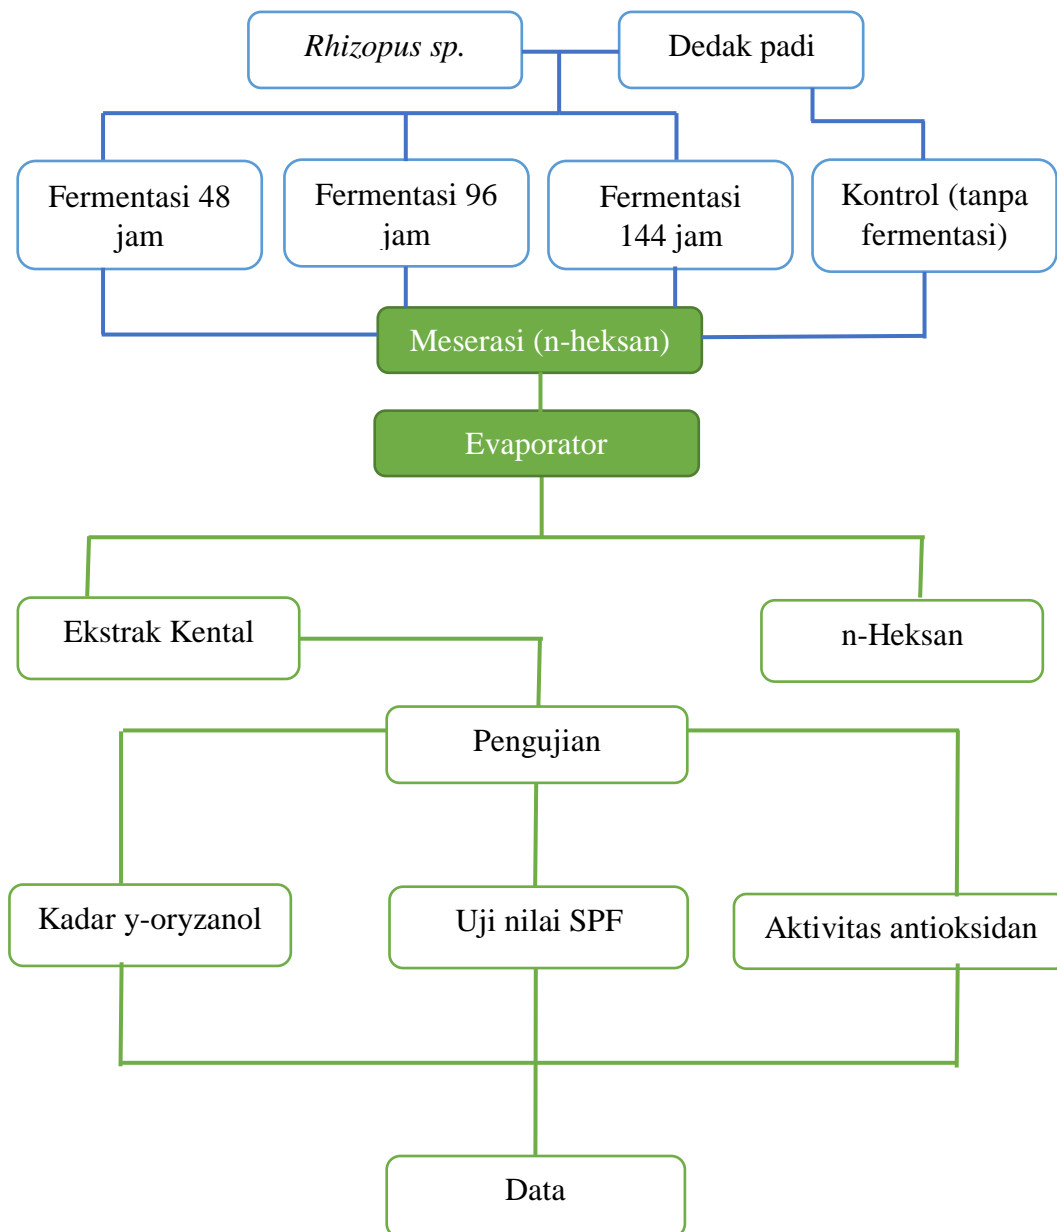 Rhizopus sp.
Dedak padi
Fermentasi 48
jam
Fermentasi 96
jam
Fermentasi
144 jam
Kontrol (tanpa
fermentasi)
Meserasi (n-heksan)
Evaporator
Ekstrak Kental
n-Heksan
Pengujian
Kadar y-oryzanol
Uji nilai SPF
Aktivitas antioksidan
Data